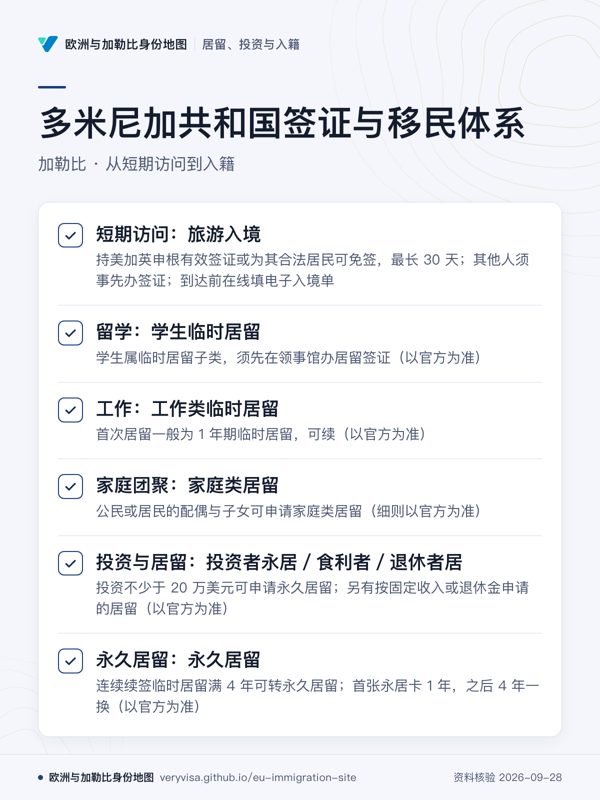 欧洲与加勒比身份地图 居留、投资与入籍
多米尼加共和国签证与移民体系
加勒比 · 从短期访问到入籍
短期访问：旅游入境
持美加英申根有效签证或为其合法居民可免签，最长 30 天；其他人须
事先办签证；到达前在线填电子入境单
留学：学生临时居留
学生属临时居留子类，须先在领事馆办居留签证（以官方为准）
工作：工作类临时居留
首次居留一般为 1 年期临时居留，可续（以官方为准）
家庭团聚：家庭类居留
公民或居民的配偶与子女可申请家庭类居留（细则以官方为准）
投资与居留：投资者永居 / 食利者 / 退休者居
投资不少于 20 万美元可申请永久居留；另有按固定收入或退休金申请
的居留（以官方为准）
永久居留：永久居留
连续续签临时居留满 4 年可转永久居留；首张永居卡 1 年，之后 4 年一
换（以官方为准）
欧洲与加勒比身份地图 veryvisa.github.io/eu-immigration-site 资料核验 2026-09-28